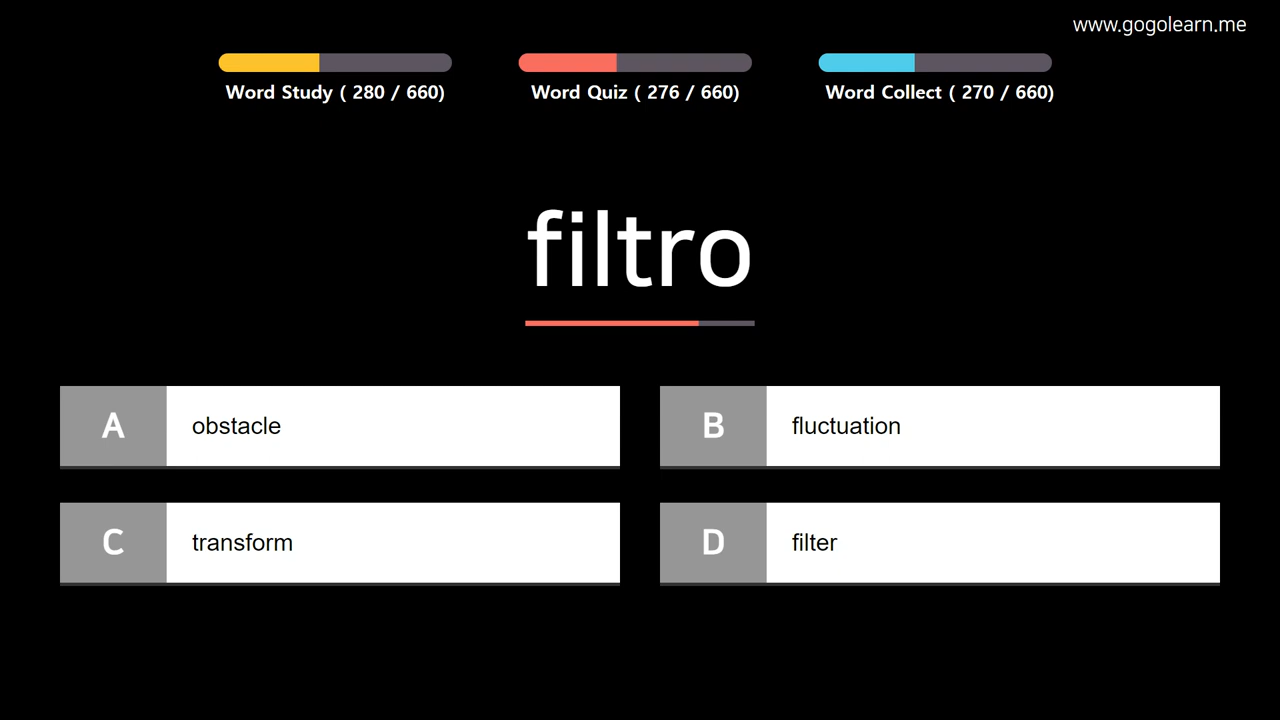 www.gogolearn.me
Word Study ( 280 / 660)
Word Quiz ( 276 / 660)
Word Collect ( 270 / 660)
filtro
A obstacle
B fluctuation
C transform
D filter